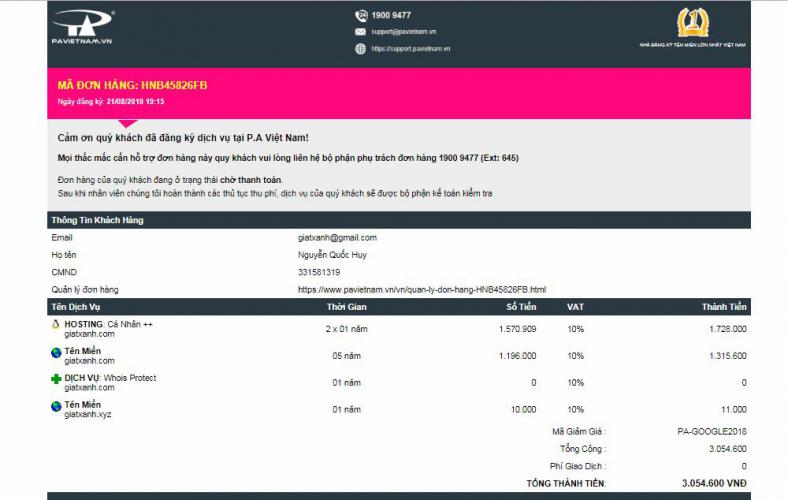 PAVIETNAM.VN
1900 9477
support@pavietnam.vn
https://support.pavietnam.vn
1
NHÀ ĐĂNG KÝ TÊN MIỀN LỚN NHẤT VIỆT NAM
MÃ ĐƠN HÀNG: HNB45826FB
Ngày đăng ký: 21/08/2018 19:15
Cảm ơn quý khách đã đăng ký dịch vụ tại P.A Việt Nam!
Mọi thắc mắc cần hỗ trợ đơn hàng này quy khách vui lòng liên hệ bộ phận phụ trách đơn hàng 1900 9477 (Ext: 645)
Đơn hàng của quý khách đang ở trạng thái chờ thanh toán.
Sau khi nhân viên chúng tôi hoàn thành các thủ tục thu phí, dịch vụ của quý khách sẽ được bộ phận kế toán kiểm tra
Thông Tin Khách Hàng
Email giatxanh@gmail.com
Họ tên Nguyễn Quốc Huy
CMND 331581319
Quản lý đơn hàng https://www.pavietnam.vn/vn/quan-ly-don-hang-HNB45826FB.html
Tên Dịch Vụ Thời Gian Số Tiền VAT Thành Tiền
HOSTING: Cá Nhân ++ 2 x 01 năm 1.570.909 10% 1.728.000
giatxanh.com
Tên Miền 05 năm 1.196.000 10% 1.315.600
giatxanh.com
DỊCH VỤ: Whois Protect 01 năm 0 10% 0
giatxanh.com
Tên Miền 01 năm 10.000 10% 11.000
giatxanh.xyz
Mã Giảm Giá : PA-GOOGLE2018
Tổng Cộng : 3.054.600
Phí Giao Dịch : 0
TỔNG THÀNH TIỀN: 3.054.600 VNĐ